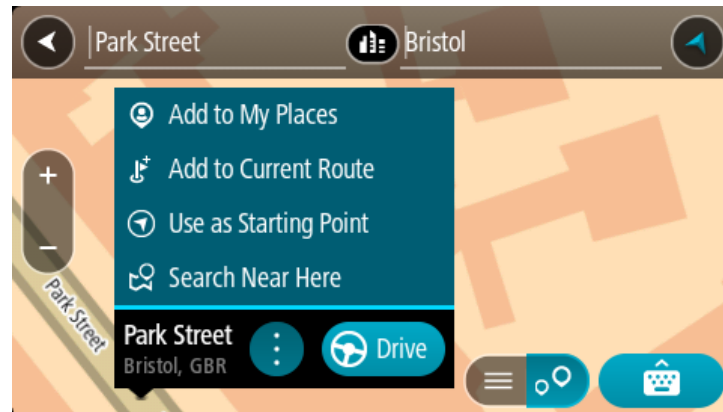 Park Street Bristol
Add to My Places
Add to Current Route
Use as Starting Point
Search Near Here
+
−
Park Street
Park Street
Bristol, GBR
Drive